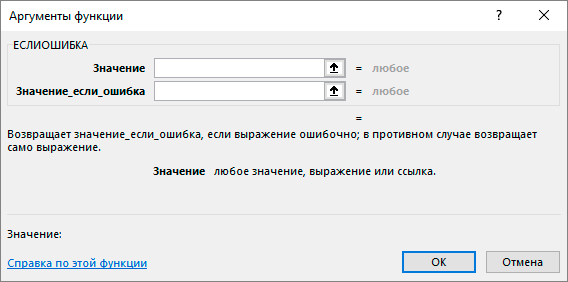 Аргументы функции
ЕСЛИОШИБКА
Значение = любое
Значение_если_ошибка = любое
=
Возвращает значение_если_ошибка, если выражение ошибочно; в противном случае возвращает
само выражение.
Значение любое значение, выражение или ссылка.
Значение:
Справка по этой функции
ОК
Отмена